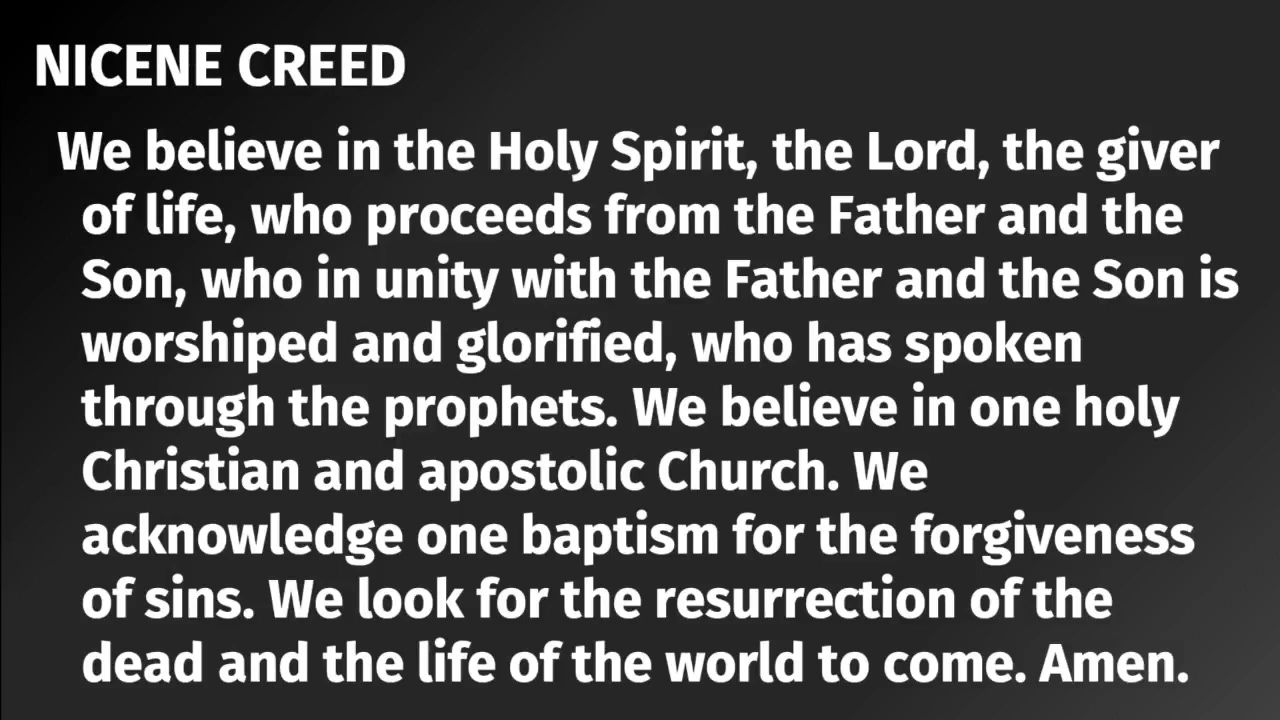 NICENE CREED
We believe in the Holy Spirit, the Lord, the giver
of life, who proceeds from the Father and the
Son, who in unity with the Father and the Son is
worshiped and glorified, who has spoken
through the prophets. We believe in one holy
Christian and apostolic Church. We
acknowledge one baptism for the forgiveness
of sins. We look for the resurrection of the
dead and the life of the world to come. Amen.